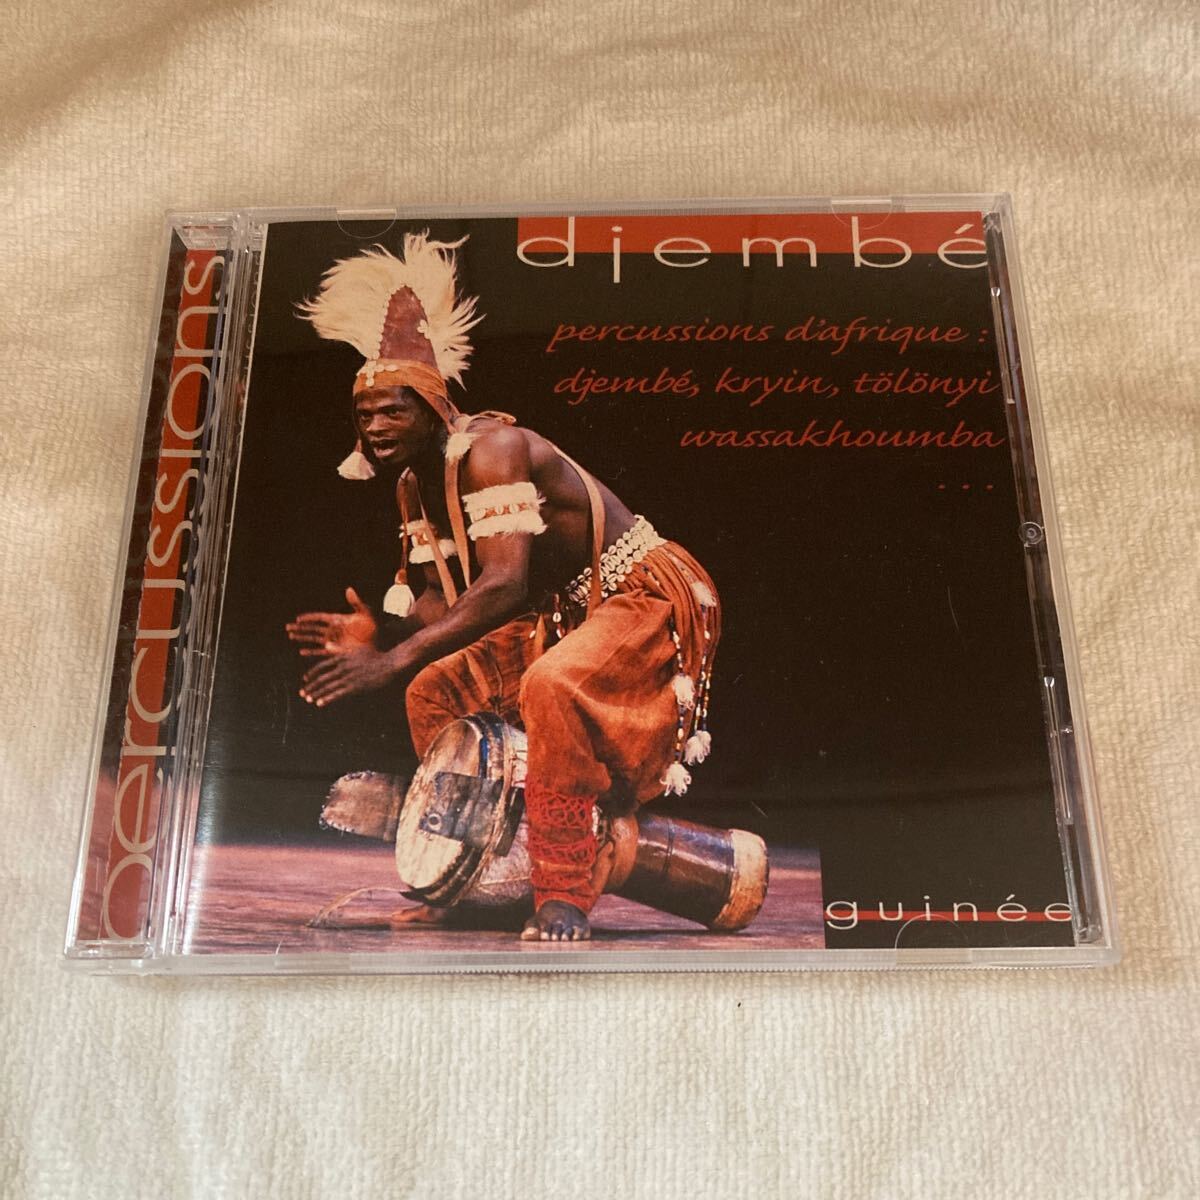 djembé
percussions d'afrique :
djembé, kryin, tölönyi
wassakhoumba
...
guinée
percussions